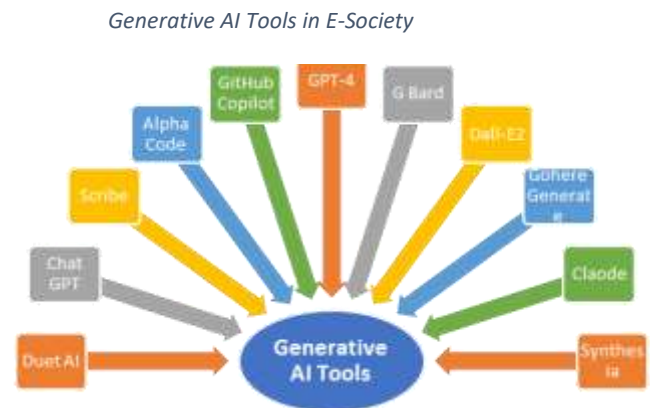 Generative AI Tools in E-Society
GPT-4
GitHub
Copilot
G Bard
Alpha
Code
Dall-E2
Scribe
Gohere
Generat
e
Chat
GPT
Claode
Duet AI
Generative
AI Tools
Synthes
ia